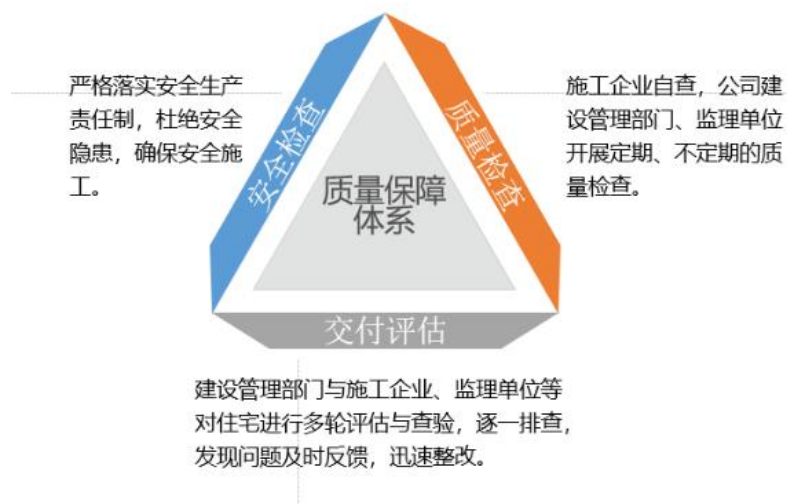 严格落实安全生产
责任制，杜绝安全
隐患，确保安全施
工。
安全检查
质量保障
体系
质量检查
施工企业自查，公司建
设管理部门、监理单位
开展定期、不定期的质
量检查。
交付评估
建设管理部门与施工企业、监理单位等
对住宅进行多轮评估与查验，逐一排查，
发现问题及时反馈，迅速整改。